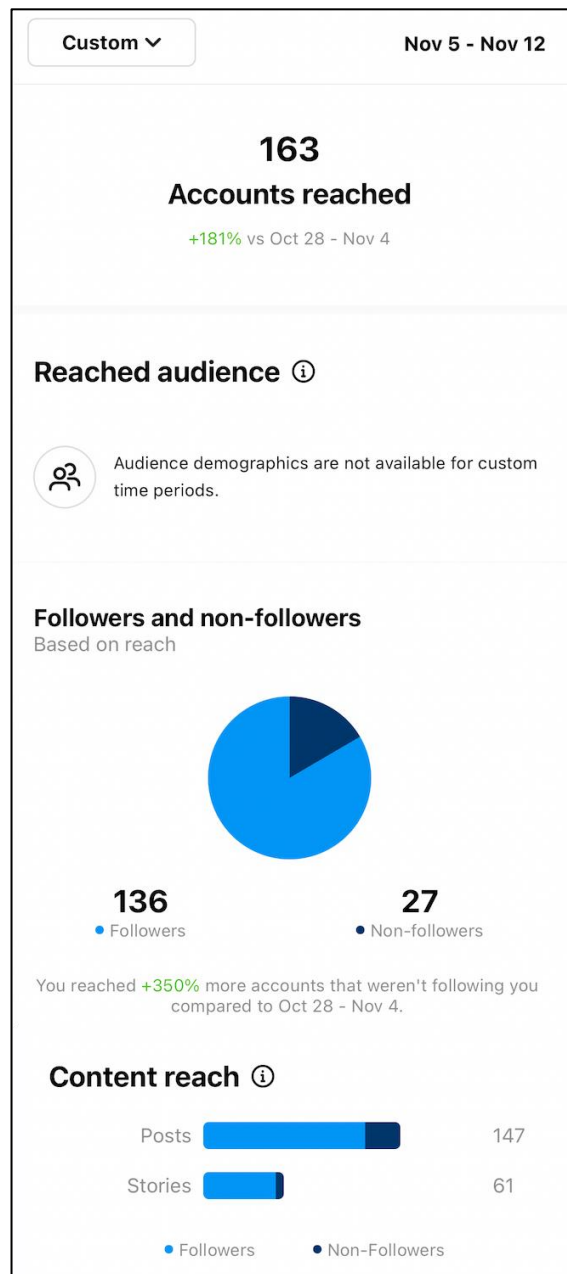 Custom
Nov 5 - Nov 12
163
Accounts reached
+181% vs Oct 28 - Nov 4
Reached audience
Audience demographics are not available for custom
time periods.
Followers and non-followers
Based on reach
136
Followers
27
Non-followers
You reached +350% more accounts that weren't following you
compared to Oct 28 - Nov 4.
Content reach
Posts 147
Stories 61
Followers
Non-Followers